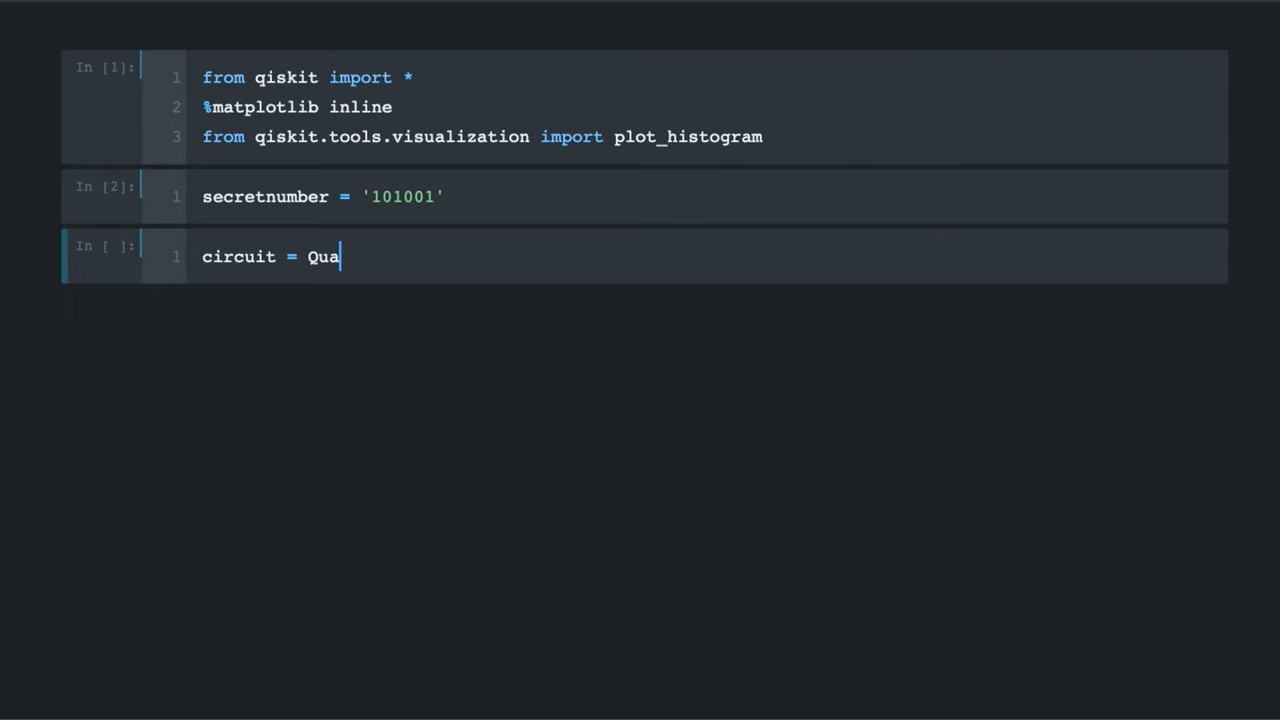 In [1]:
1 from qiskit import *
2 %matplotlib inline
3 from qiskit.tools.visualization import plot_histogram
In [2]:
1 secretnumber = '101001'
In [ ]:
1 circuit = Qua